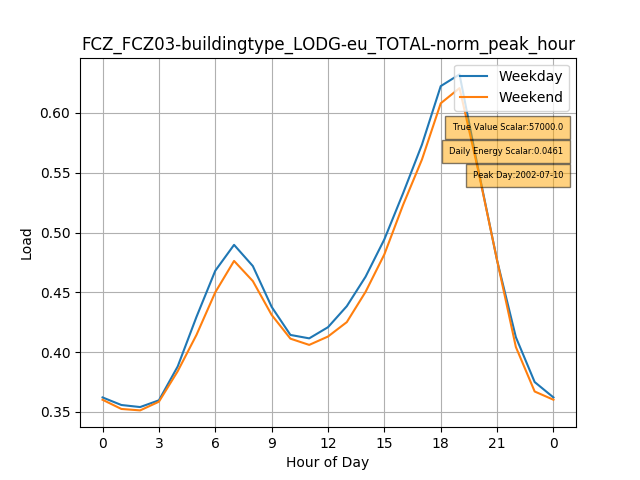 FCZ_FCZ03-buildingtype_LODG-eu_TOTAL-norm_peak_hour
Weekday
Weekend
True Value Scalar:57000.0
Daily Energy Scalar:0.0461
Peak Day:2002-07-10
Load
0.60
0.55
0.50
0.45
0.40
0.35
0 3 6 9 12 15 18 21 0
Hour of Day